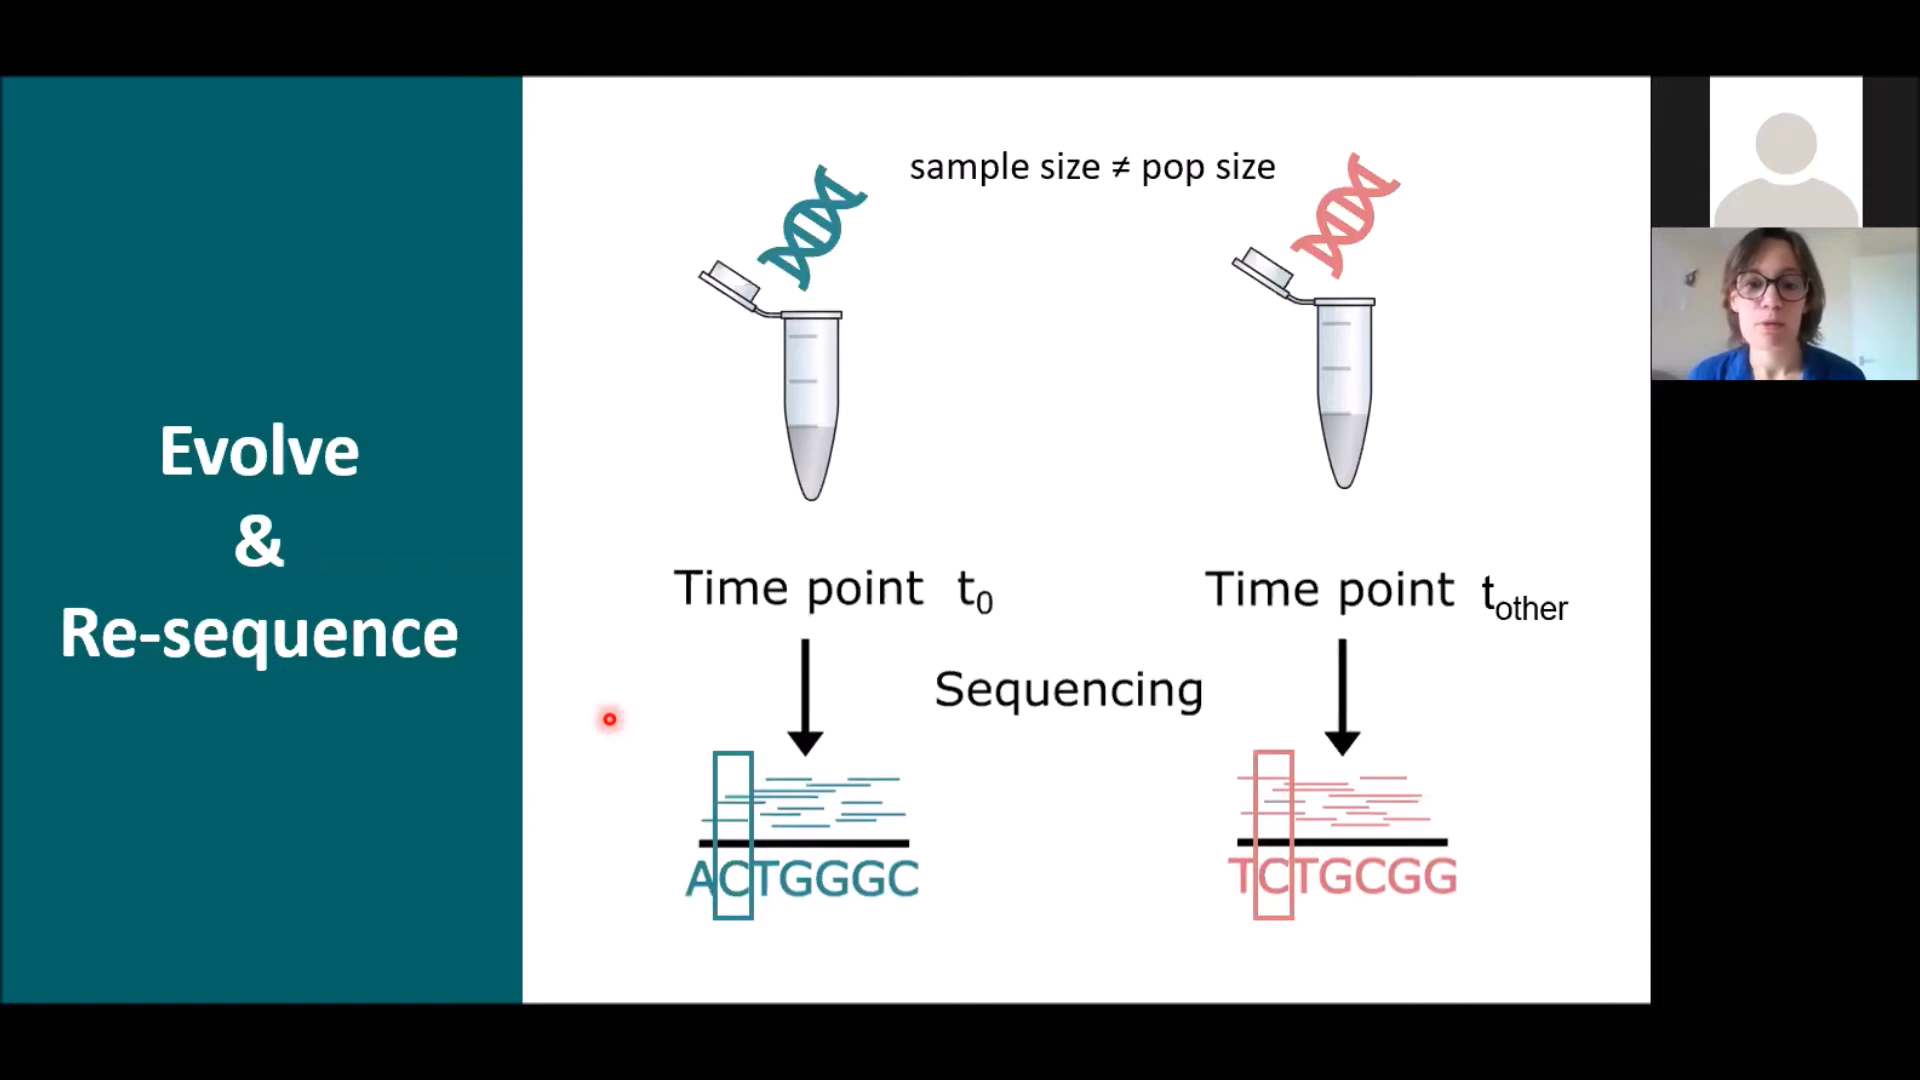 Evolve
&
Re-sequence
sample size ≠ pop size
Time point t0
Time point tother
Sequencing
ACTGGGC
TCTGCGG